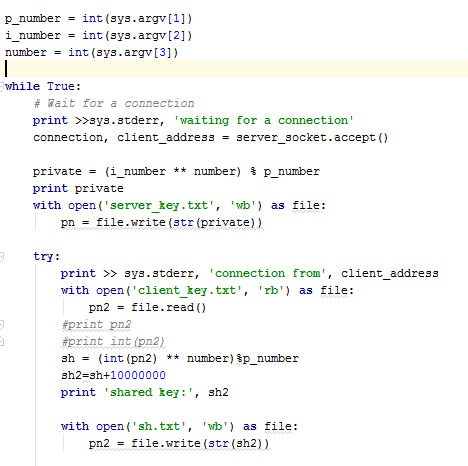 p_number = int(sys.argv[1])
i_number = int(sys.argv[2])
number = int(sys.argv[3])
while True:
# Wait for a connection
print >>sys.stderr, 'waiting for a connection'
connection, client_address = server_socket.accept()
private = (i_number ** number) % p_number
print private
with open('server_key.txt', 'wb') as file:
pn = file.write(str(private))
try:
print >> sys.stderr, 'connection from', client_address
with open('client_key.txt', 'rb') as file:
pn2 = file.read()
#print pn2
#print int(pn2)
sh = (int(pn2) ** number)%p_number
sh2=sh+10000000
print 'shared key:', sh2
with open('sh.txt', 'wb') as file:
pn2 = file.write(str(sh2))